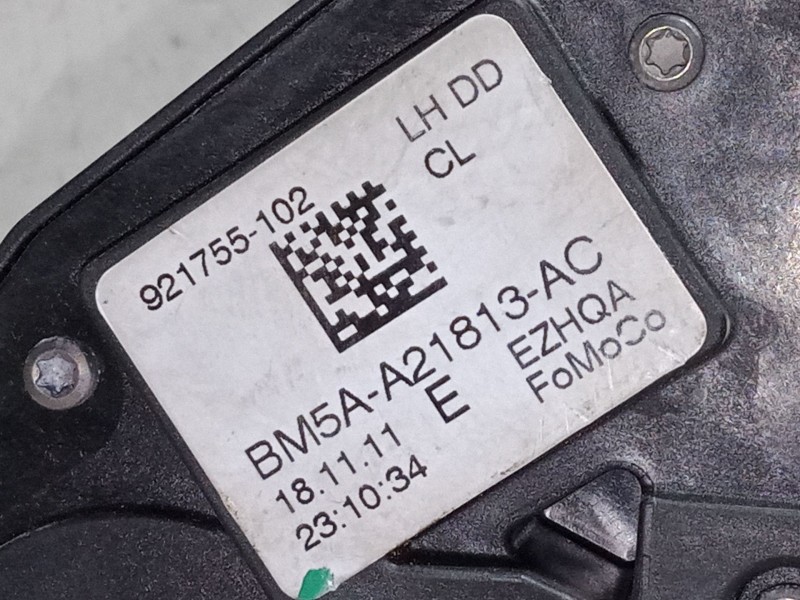 LH DD
CL
921755-102
BM5A-A21813-AC
E
EZHQA
18.11.11
FoMoCo
23:10:34